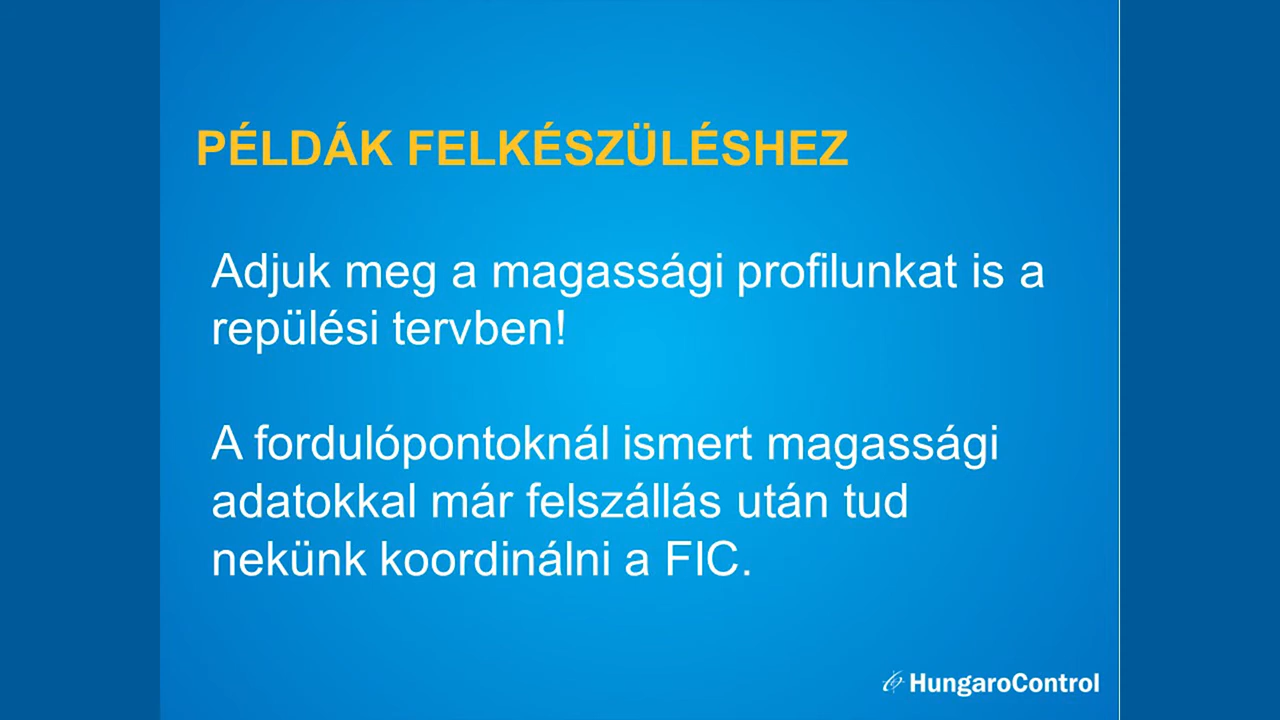 PÉLDÁK FELKÉSZÜLÉSHEZ
Adjuk meg a magassági profilunkat is a
repülési tervben!
A fordulópontoknál ismert magassági
adatokkal már felszállás után tud
nekünk koordinálni a FIC.
HungaroControl